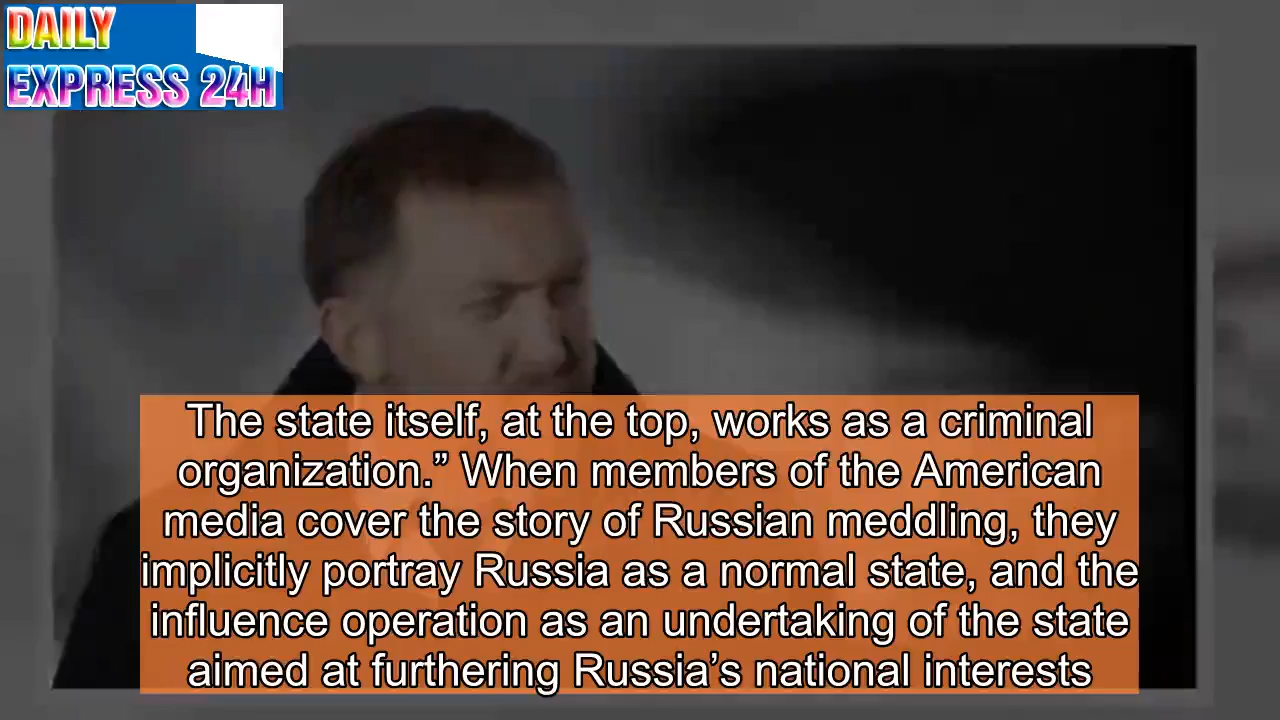 DAILY
EXPRESS 24H
The state itself, at the top, works as a criminal
organization.” When members of the American
media cover the story of Russian meddling, they
implicitly portray Russia as a normal state, and the
influence operation as an undertaking of the state
aimed at furthering Russia’s national interests